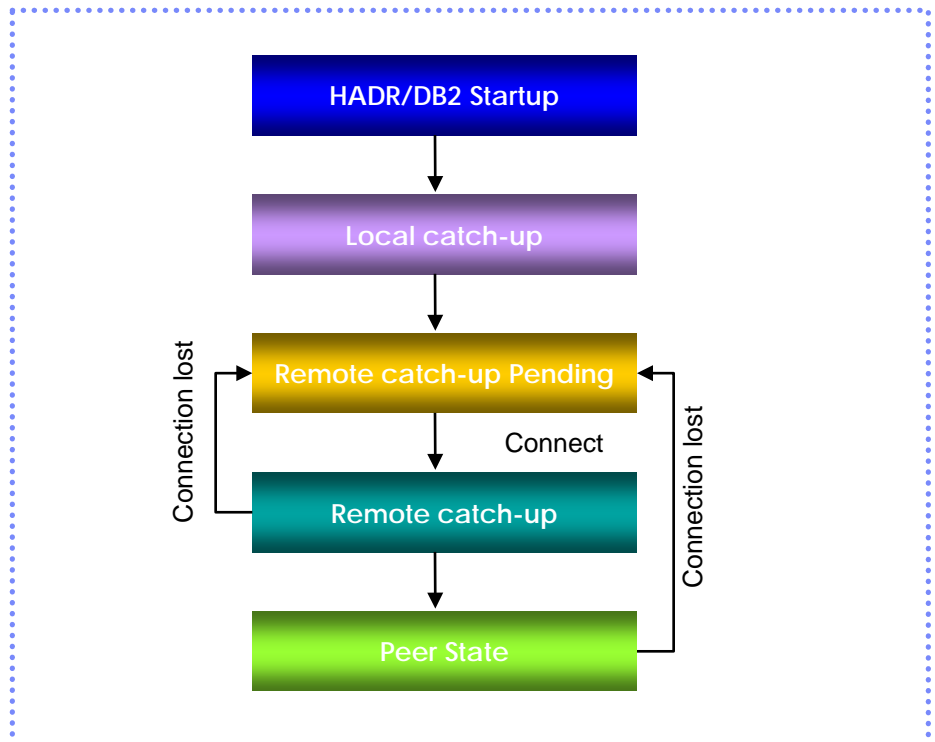 HADR/DB2 Startup
Local catch-up
Remote catch-up Pending
Connection lost
Connect
Connection lost
Remote catch-up
Peer State